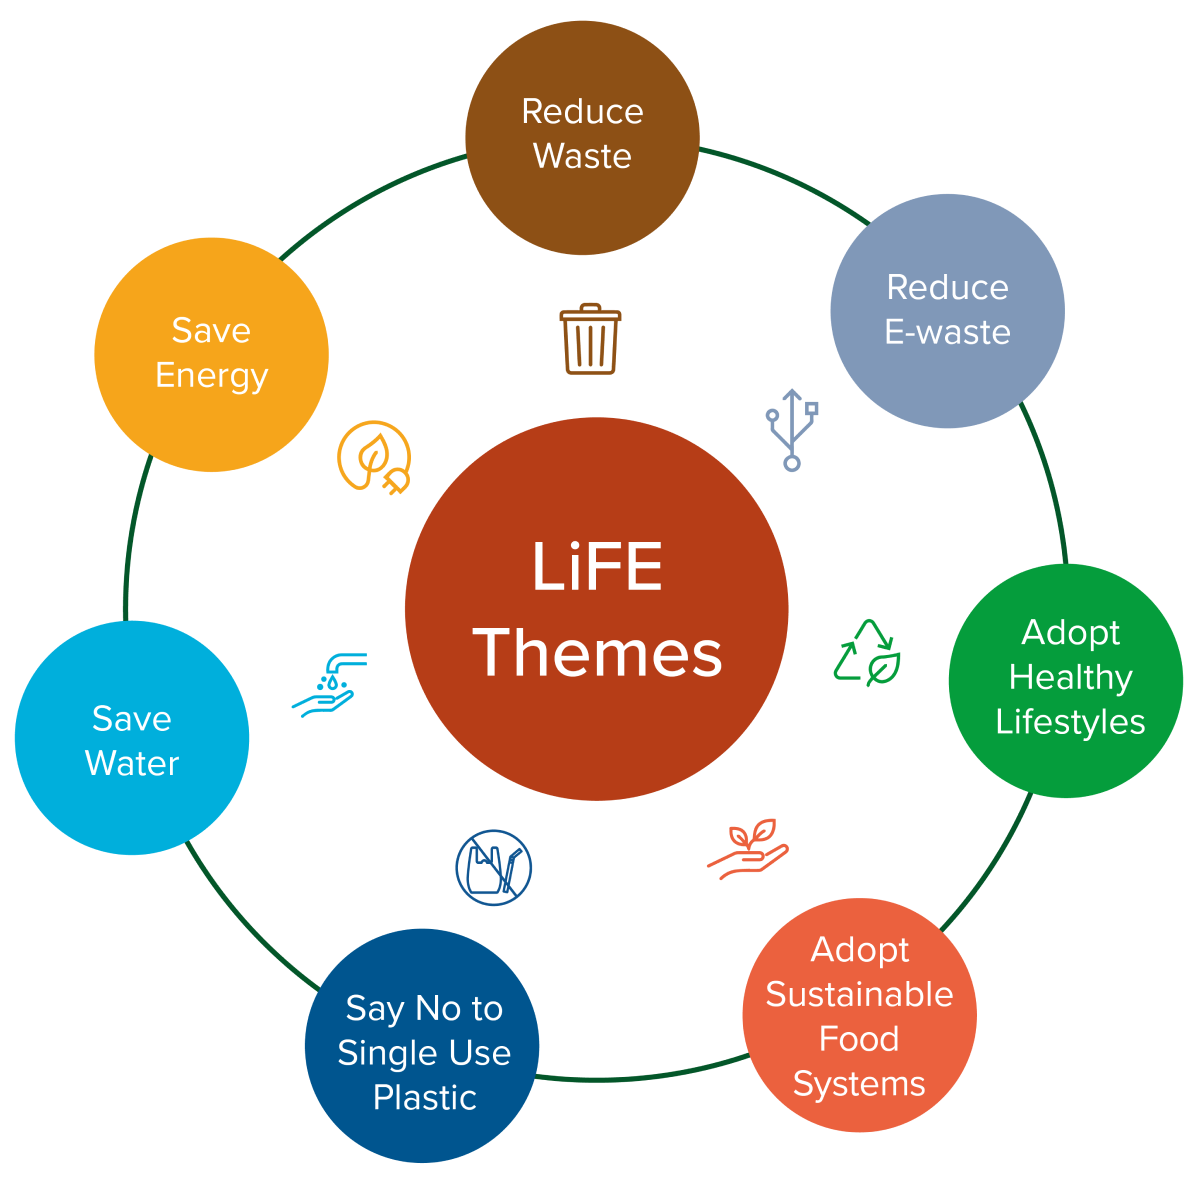 Reduce
Waste
Reduce
E-waste
Adopt
Healthy
Lifestyles
Adopt
Sustainable
Food
Systems
Say No to
Single Use
Plastic
Save
Water
Save
Energy
LiFE
Themes